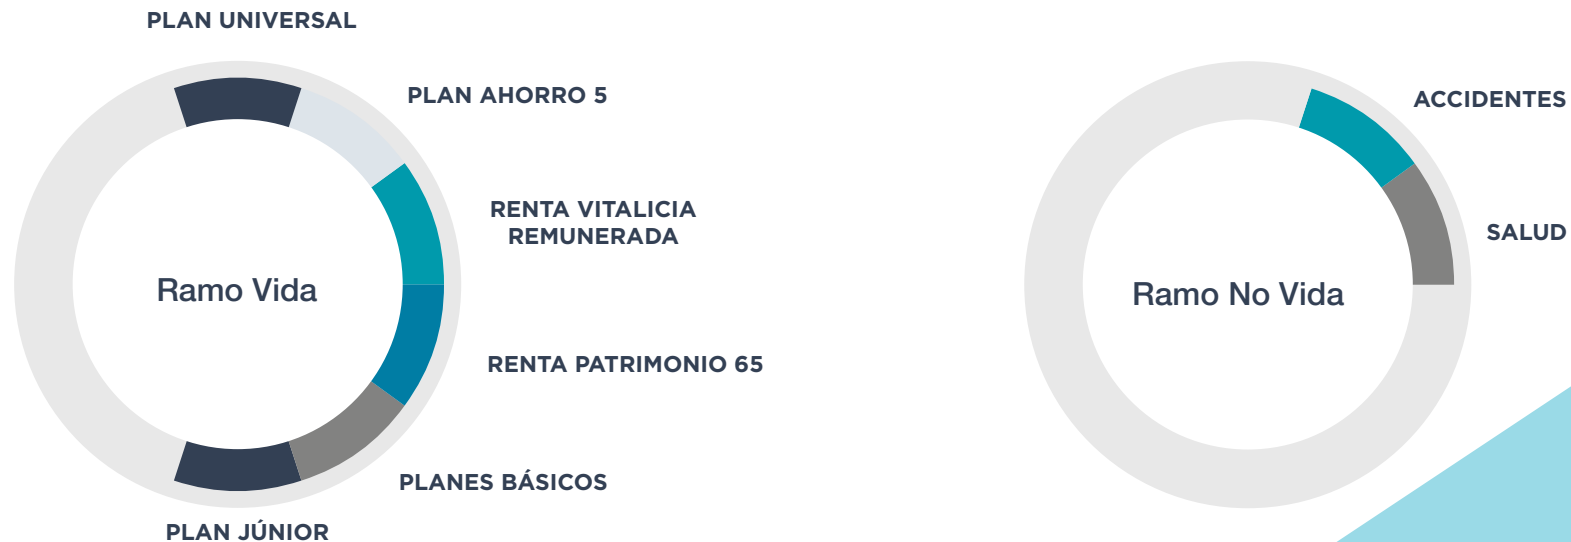 PLAN UNIVERSAL
PLAN AHORRO 5
RENTA VITALICIA
REMUNERADA
Ramo Vida
RENTA PATRIMONIO 65
PLANES BÁSICOS
PLAN JÚNIOR
ACCIDENTES
SALUD
Ramo No Vida